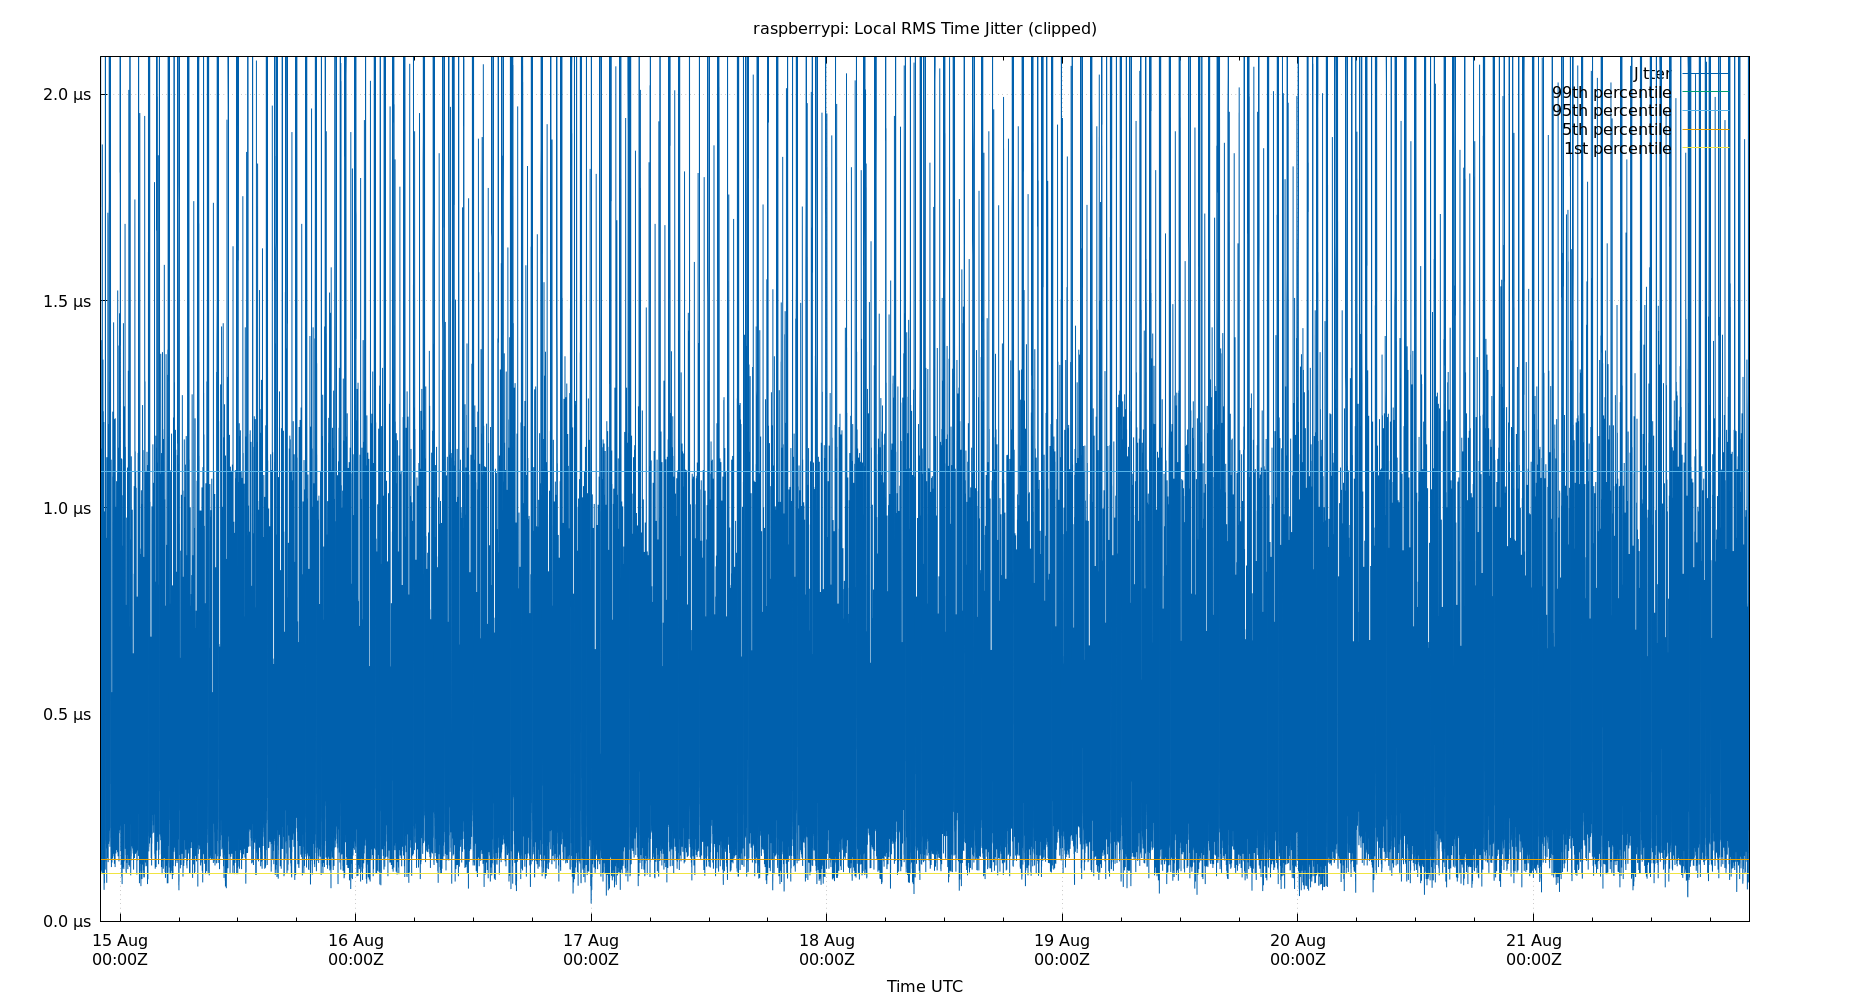 raspberrypi: Local RMS Time Jitter (clipped)
2.0 µs
1.5 µs
1.0 µs
0.5 µs
0.0 µs
Jitter
99th percentile
95th percentile
5th percentile
1st percentile
15 Aug 16 Aug 17 Aug 18 Aug 19 Aug 20 Aug 21 Aug
00:00Z 00:00Z 00:00Z 00:00Z 00:00Z 00:00Z 00:00Z
Time UTC